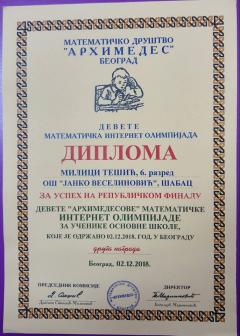 МАТЕМАТИЧКО ДРУШТВО
"АРХИМЕДЕС"
БЕОГРАД
ДЕВЕТЕ
МАТЕМАТИЧКА ИНТЕРНЕТ ОЛИМПИЈАДА
ДИПЛОМА
МИЛИЦИ ТЕШИЋ, 6. разред
ОШ "ЈАНКО ВЕСЕЛИНОВИЋ", ШАБАЦ
ЗА УСПЕХ НА РЕПУБЛИЧКОМ ФИНАЛУ
ДЕВЕТЕ "АРХИМЕДЕСОВЕ" МАТЕМАТИЧКЕ
ИНТЕРНЕТ ОЛИМПИЈАДЕ
ЗА УЧЕНИКЕ ОСНОВНЕ ШКОЛЕ,
КОЈЕ ЈЕ ОДРЖАНО 02.12.2018. ГОД. У БЕОГРАДУ
друга награда
Београд, 02.12.2018.
ПРЕДСЕДНИК КОМИСИЈЕ
ДИРЕКТОР